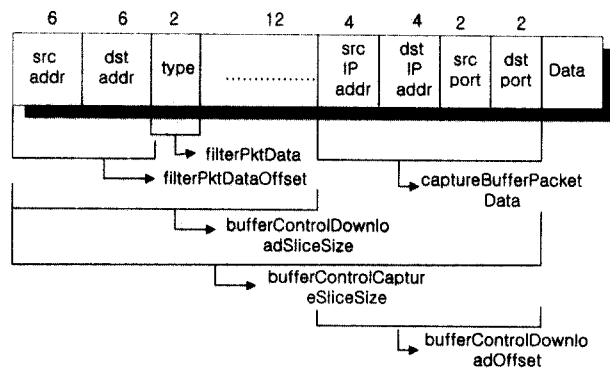 6 6 2 12 4 4 2 2
src addr
dst addr
type
....................
src IP addr
dst IP addr
src port
dst port
Data
filterPktData
filterPktDataOffset
captureBufferPacket
Data
bufferControlDownlo
adSliceSize
bufferControlCaptur
eSliceSize
bufferControlDownlo
adOffset